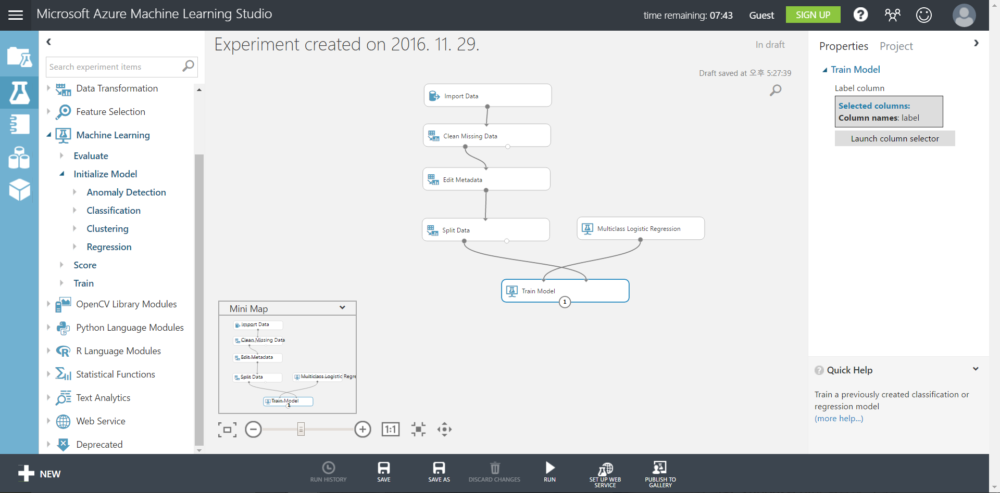 Microsoft Azure Machine Learning Studio
time remaining: 07:43
Guest
SIGN UP
?
Search experiment items
Data Transformation
Feature Selection
Machine Learning
Evaluate
Initialize Model
Anomaly Detection
Classification
Clustering
Regression
Score
Train
OpenCV Library Modules
Python Language Modules
R Language Modules
Statistical Functions
Text Analytics
Web Service
Deprecated
Experiment created on 2016. 11. 29.
In draft
Draft saved at 오후 5:27:39
Import Data
Clean Missing Data
Edit Metadata
Split Data
Multiclass Logistic Regression
Train Model
1
Mini Map
Import Data
Clean Missing Data
Edit Metadata
Split Data
Multiclass Logistic Regre
Train Model
1
1:1
Properties
Project
Train Model
Label column
Selected columns:
Column names: label
Launch column selector
? Quick Help
Train a previously created classification or
regression model
(more help...)
NEW
RUN HISTORY
SAVE
SAVE AS
DISCARD CHANGES
RUN
SET UP WEB
SERVICE
PUBLISH TO
GALLERY